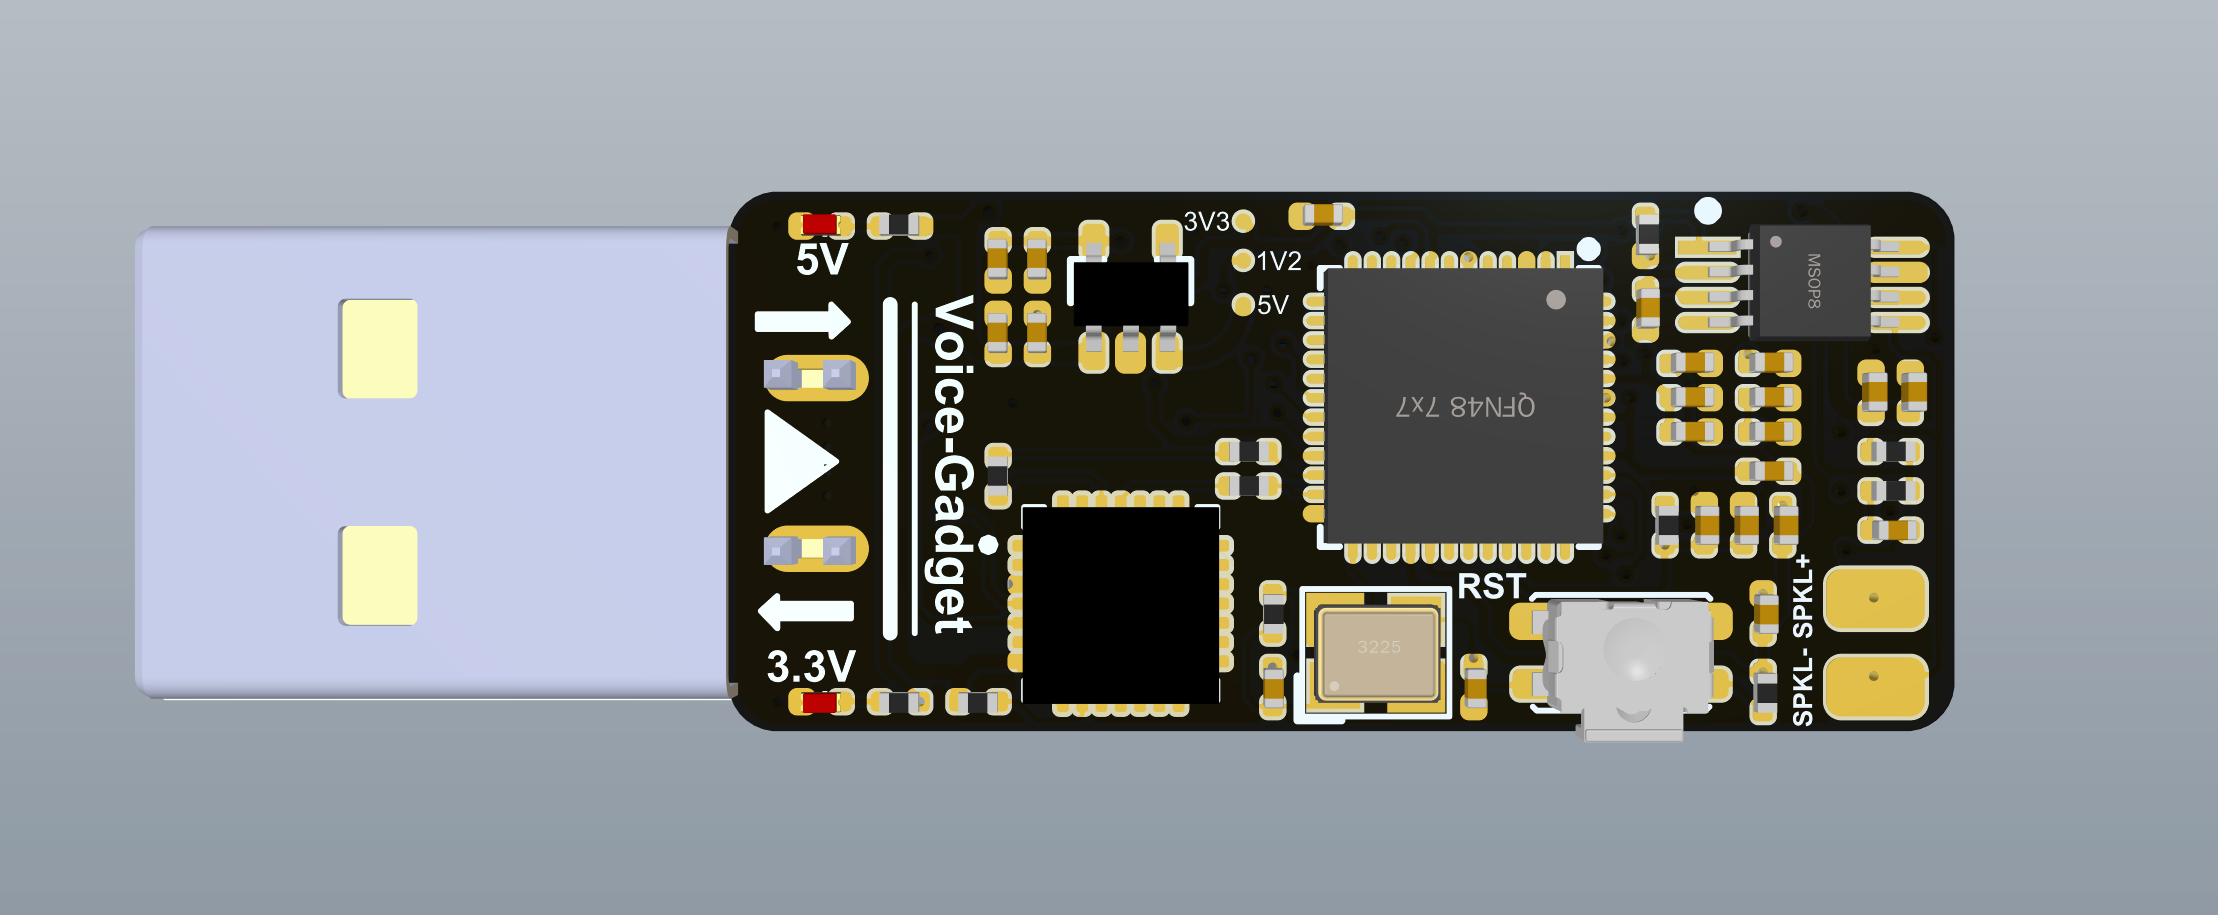 5V
3V3
1V2
5V
MSOP8
Voice-Gadget
QFN48 7x7
RST
3225
3.3V
SPKL- SPKL+